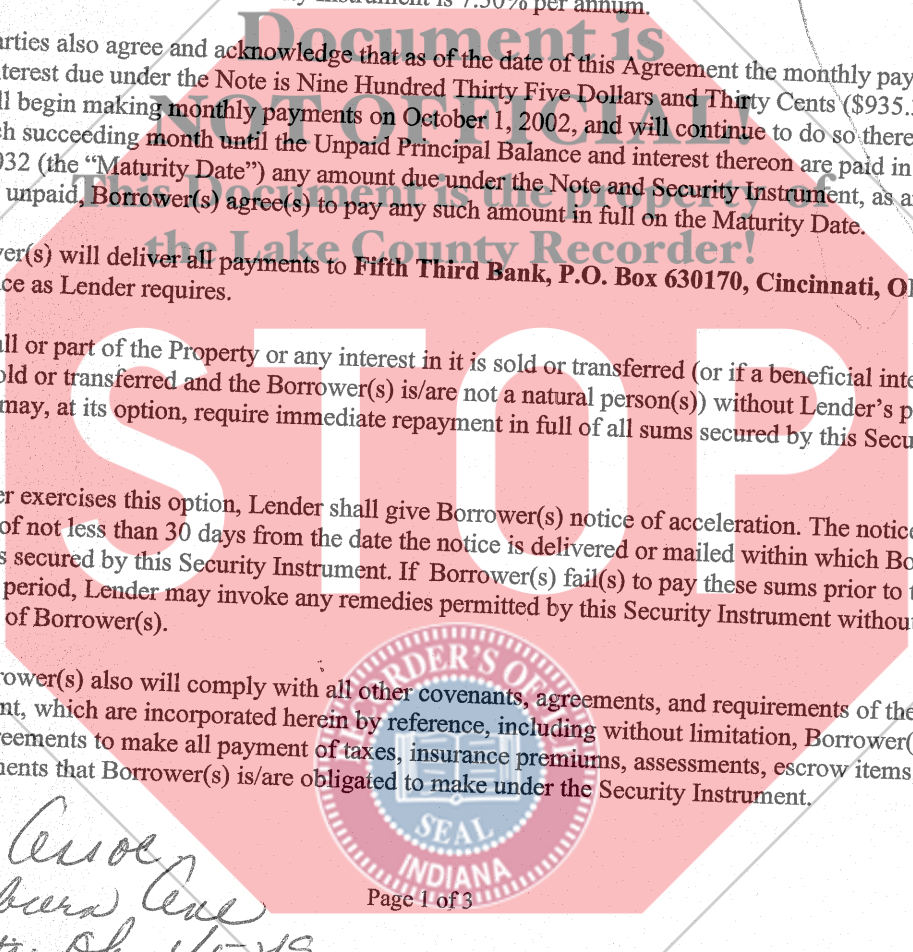 Instrument is 7.50% per annum.
Document is
arties also agree and acknowledge that as of the date of this Agreement the monthly pay
terest due under the Note is Nine Hundred Thirty Five Dollars and Thirty Cents ($935.
NOT OFFICIAL!
ll begin making monthly payments on October 1, 2002, and will continue to do so there
ch succeeding month until the Unpaid Principal Balance and interest thereon are paid in
032 (the “Maturity Date”) any amount due under the Note and Security Instrument, as a
This Document is the property of
unpaid, Borrower(s) agree(s) to pay any such amount in full on the Maturity Date.
the Lake County Recorder!
ver(s) will deliver all payments to Fifth Third Bank, P.O. Box 630170, Cincinnati, O
ce as Lender requires.
STOP
all or part of the Property or any interest in it is sold or transferred (or if a beneficial inte
old or transferred and the Borrower(s) is/are not a natural person(s)) without Lender’s p
may, at its option, require immediate repayment in full of all sums secured by this Secu
er exercises this option, Lender shall give Borrower(s) notice of acceleration. The notice
of not less than 30 days from the date the notice is delivered or mailed within which Bo
s secured by this Security Instrument. If Borrower(s) fail(s) to pay these sums prior to t
period, Lender may invoke any remedies permitted by this Security Instrument withou
of Borrower(s).
rower(s) also will comply with all other covenants, agreements, and requirements of the
nt, which are incorporated herein by reference, including without limitation, Borrower(
reements to make all payment of taxes, insurance premiums, assessments, escrow items
ments that Borrower(s) is/are obligated to make under the Security Instrument.
RECORDER'S OFFICE
SEAL
INDIANA
Page 1 of 3